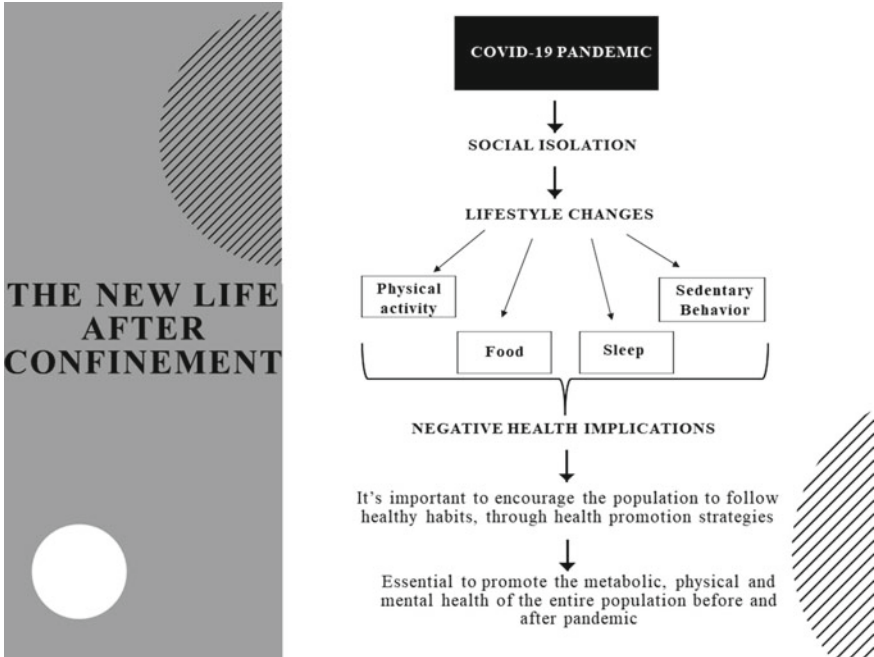 THE NEW LIFE
AFTER
CONFINEMENT
COVID-19 PANDEMIC
SOCIAL ISOLATION
LIFESTYLE CHANGES
Physical
activity
Food
Sleep
Sedentary
Behavior
NEGATIVE HEALTH IMPLICATIONS
It's important to encourage the population to follow
healthy habits, through health promotion strategies
Essential to promote the metabolic, physical and
mental health of the entire population before and
after pandemic